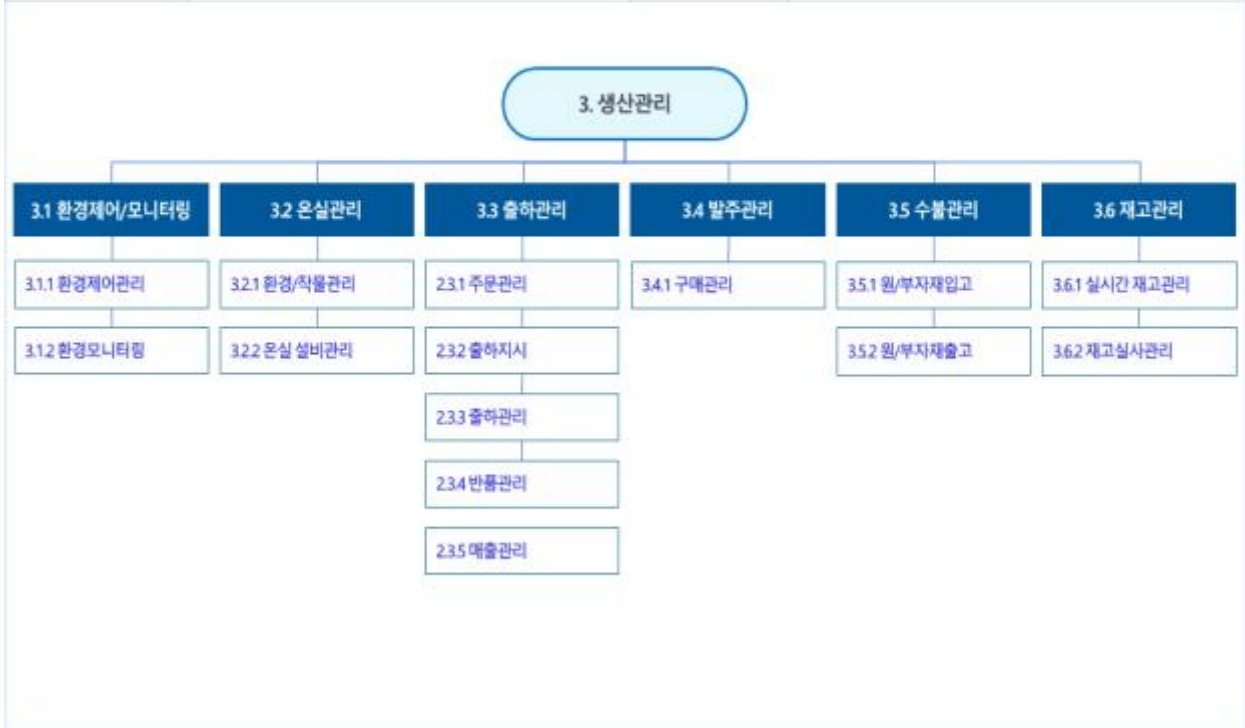 3. 생산관리
3.1 환경제어/모니터링
3.2 온실관리
3.3 출하관리
3.4 발주관리
3.5 수불관리
3.6 재고관리
3.1.1 환경제어관리
3.2.1 환경/작물관리
2.3.1 주문관리
3.4.1 구매관리
3.5.1 원/부자재입고
3.6.1 실시간 재고관리
3.1.2 환경모니터링
3.2.2 온실 설비관리
2.3.2 출하지시
3.5.2 원/부자재출고
3.6.2 재고실사관리
2.3.3 출하관리
2.3.4 반품관리
2.3.5 매출관리